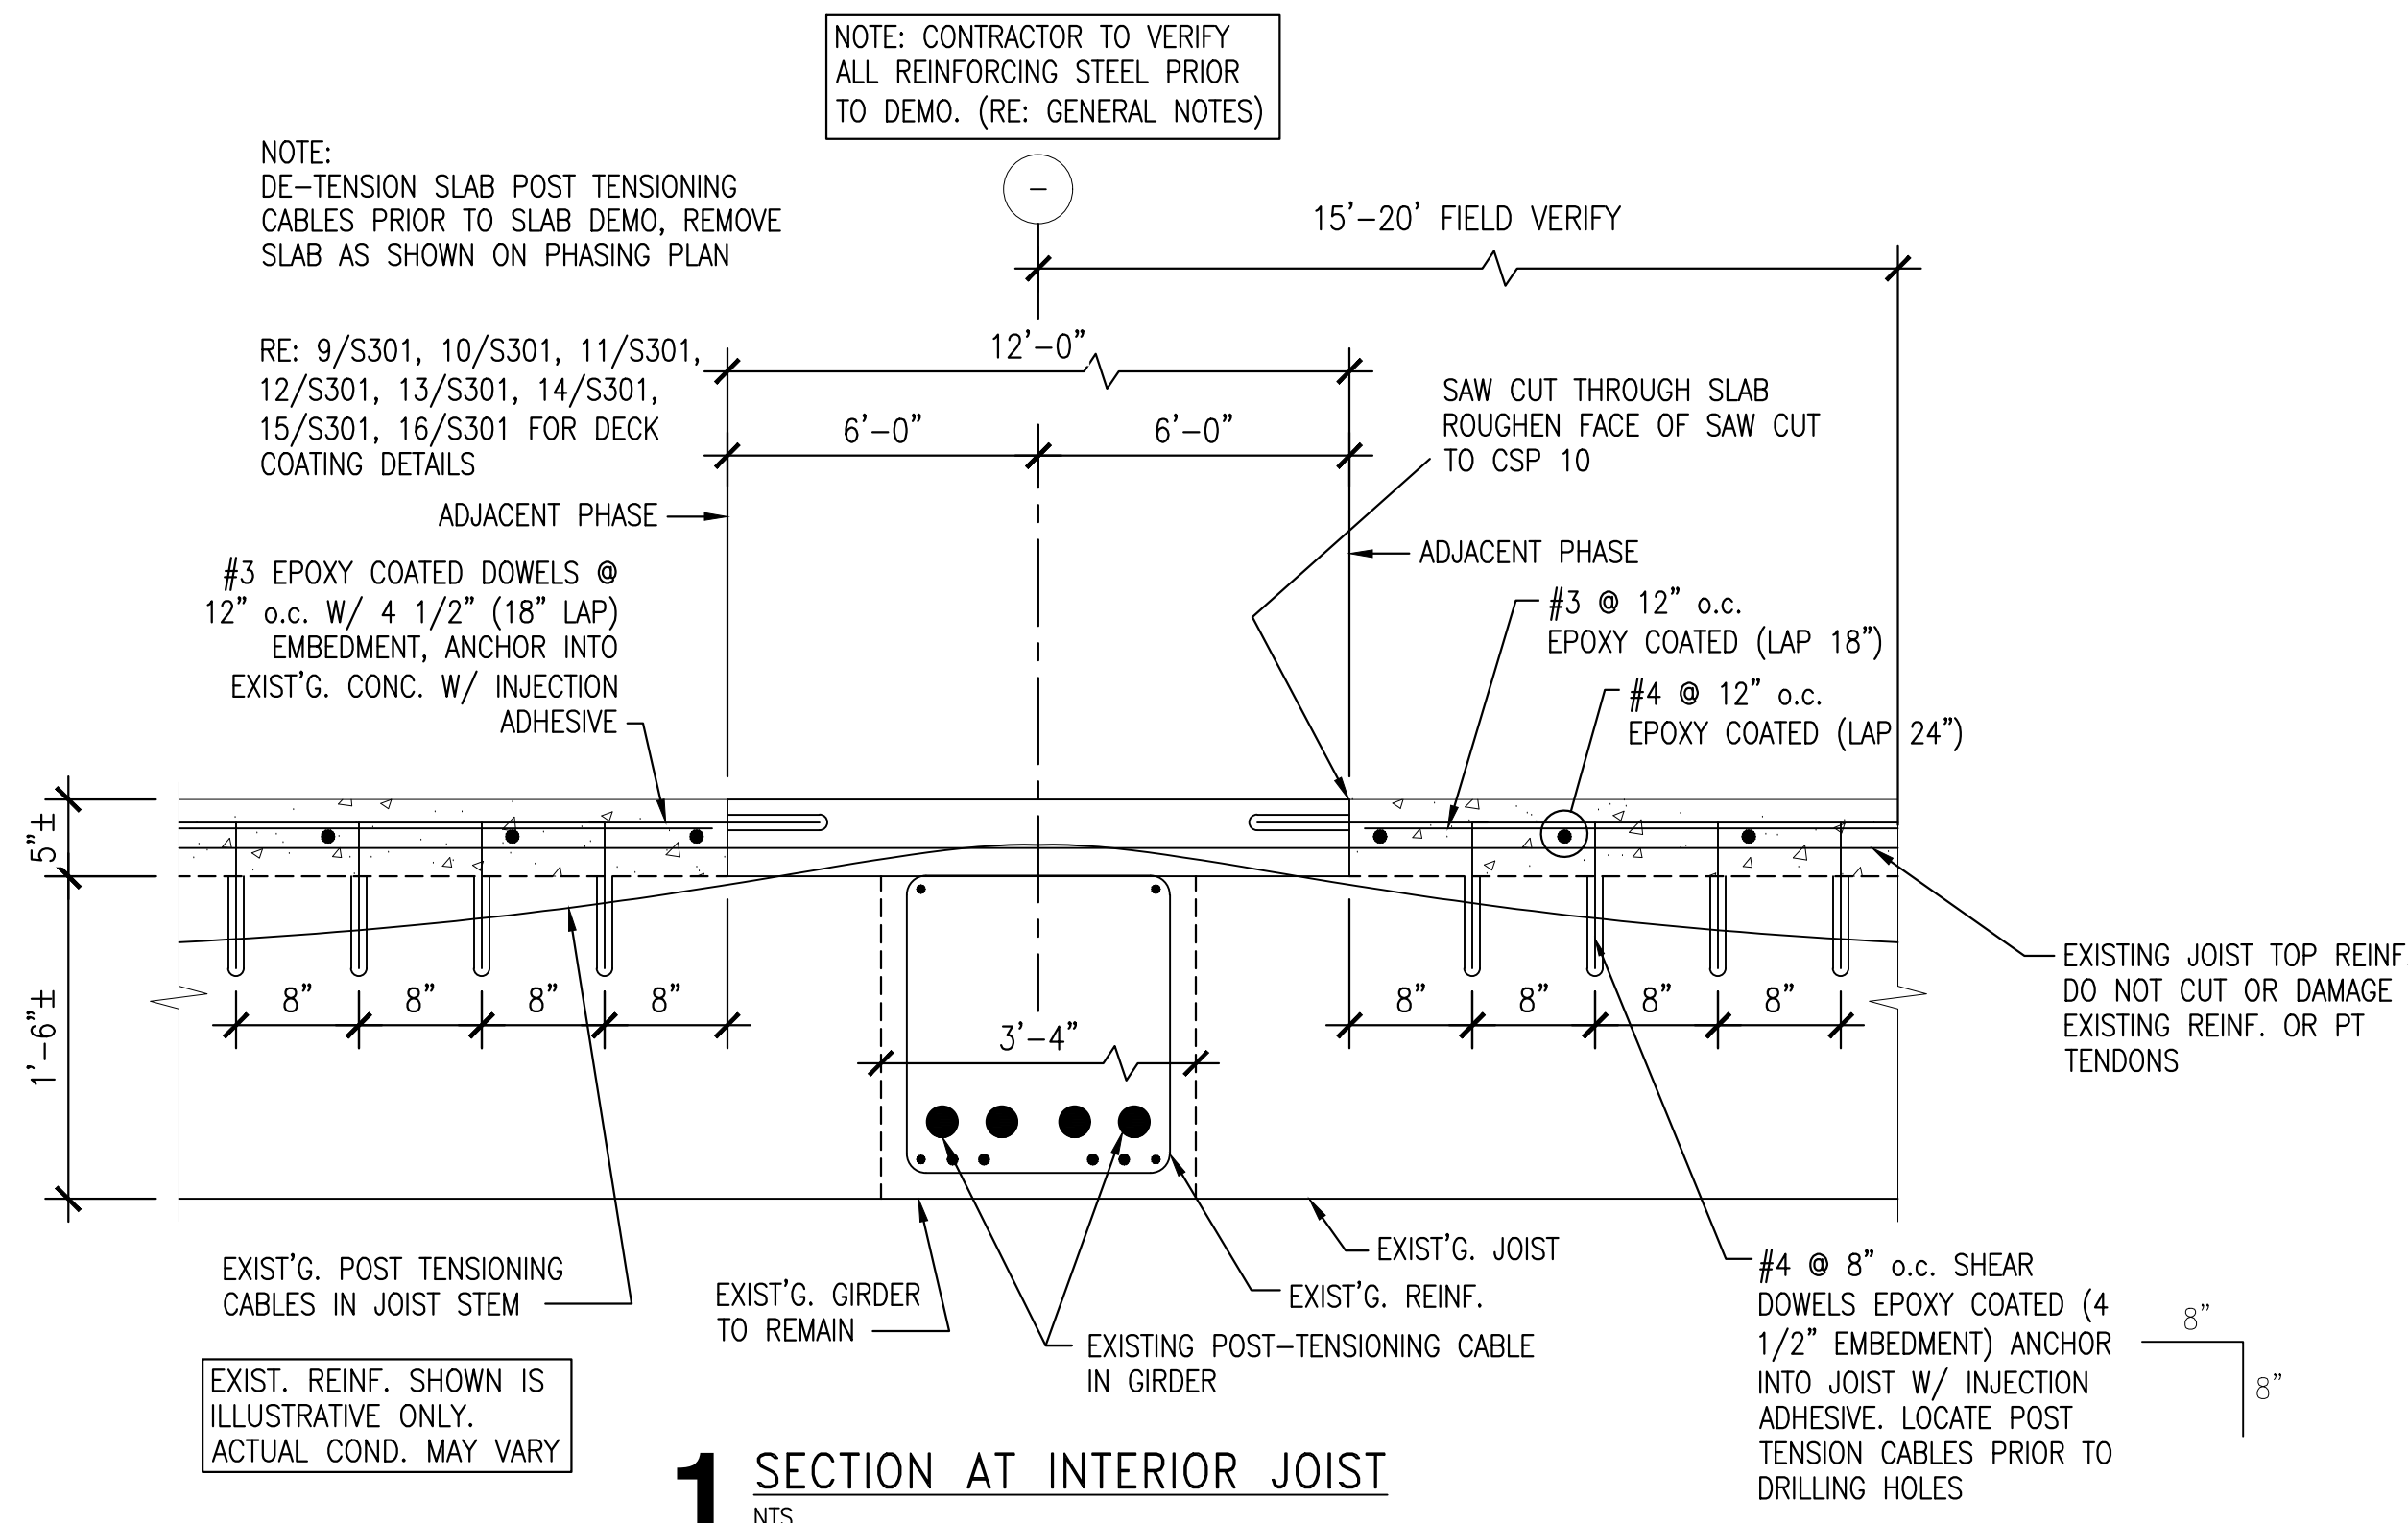 NOTE: CONTRACTOR TO VERIFY
ALL REINFORCING STEEL PRIOR
TO DEMO. (RE: GENERAL NOTES)
NOTE:
DE-TENSION SLAB POST TENSIONING
CABLES PRIOR TO SLAB DEMO, REMOVE
SLAB AS SHOWN ON PHASING PLAN
-
15'-20' FIELD VERIFY
12'-0"
6'-0"
6'-0"
RE: 9/S301, 10/S301, 11/S301,
12/S301, 13/S301, 14/S301,
15/S301, 16/S301 FOR DECK
COATING DETAILS
SAW CUT THROUGH SLAB
ROUGHEN FACE OF SAW CUT
TO CSP 10
ADJACENT PHASE
ADJACENT PHASE
#3 EPOXY COATED DOWELS @
12" o.c. W/ 4 1/2" (18" LAP)
EMBEDMENT, ANCHOR INTO
EXIST'G. CONC. W/ INJECTION
ADHESIVE
#3 @ 12" o.c.
EPOXY COATED (LAP 18")
#4 @ 12" o.c.
EPOXY COATED (LAP 24")
5"±
1'-6"±
8"
8"
8"
8"
3'-4"
8"
8"
8"
8"
EXISTING JOIST TOP REINF.
DO NOT CUT OR DAMAGE
EXISTING REINF. OR PT
TENDONS
EXIST'G. POST TENSIONING
CABLES IN JOIST STEM
EXIST'G. GIRDER
TO REMAIN
EXIST'G. JOIST
EXIST'G. REINF.
EXISTING POST-TENSIONING CABLE
IN GIRDER
#4 @ 8" o.c. SHEAR
DOWELS EPOXY COATED (4
1/2" EMBEDMENT) ANCHOR
INTO JOIST W/ INJECTION
ADHESIVE. LOCATE POST
TENSION CABLES PRIOR TO
DRILLING HOLES
8"
8"
EXIST. REINF. SHOWN IS
ILLUSTRATIVE ONLY.
ACTUAL COND. MAY VARY
1 SECTION AT INTERIOR JOIST
NTS